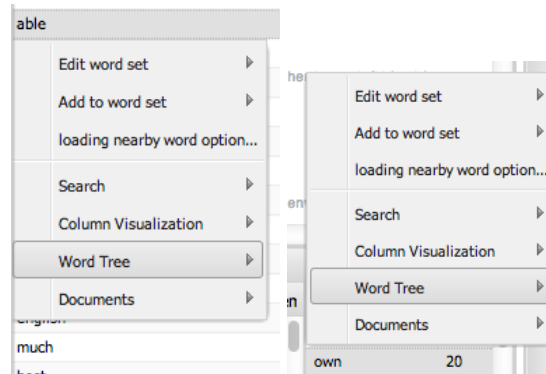 able
Edit word set
Add to word set
loading nearby word option...
Search
Column Visualization
Word Tree
Documents
much
Edit word set
Add to word set
loading nearby word option...
Search
Column Visualization
Word Tree
Documents
own 20